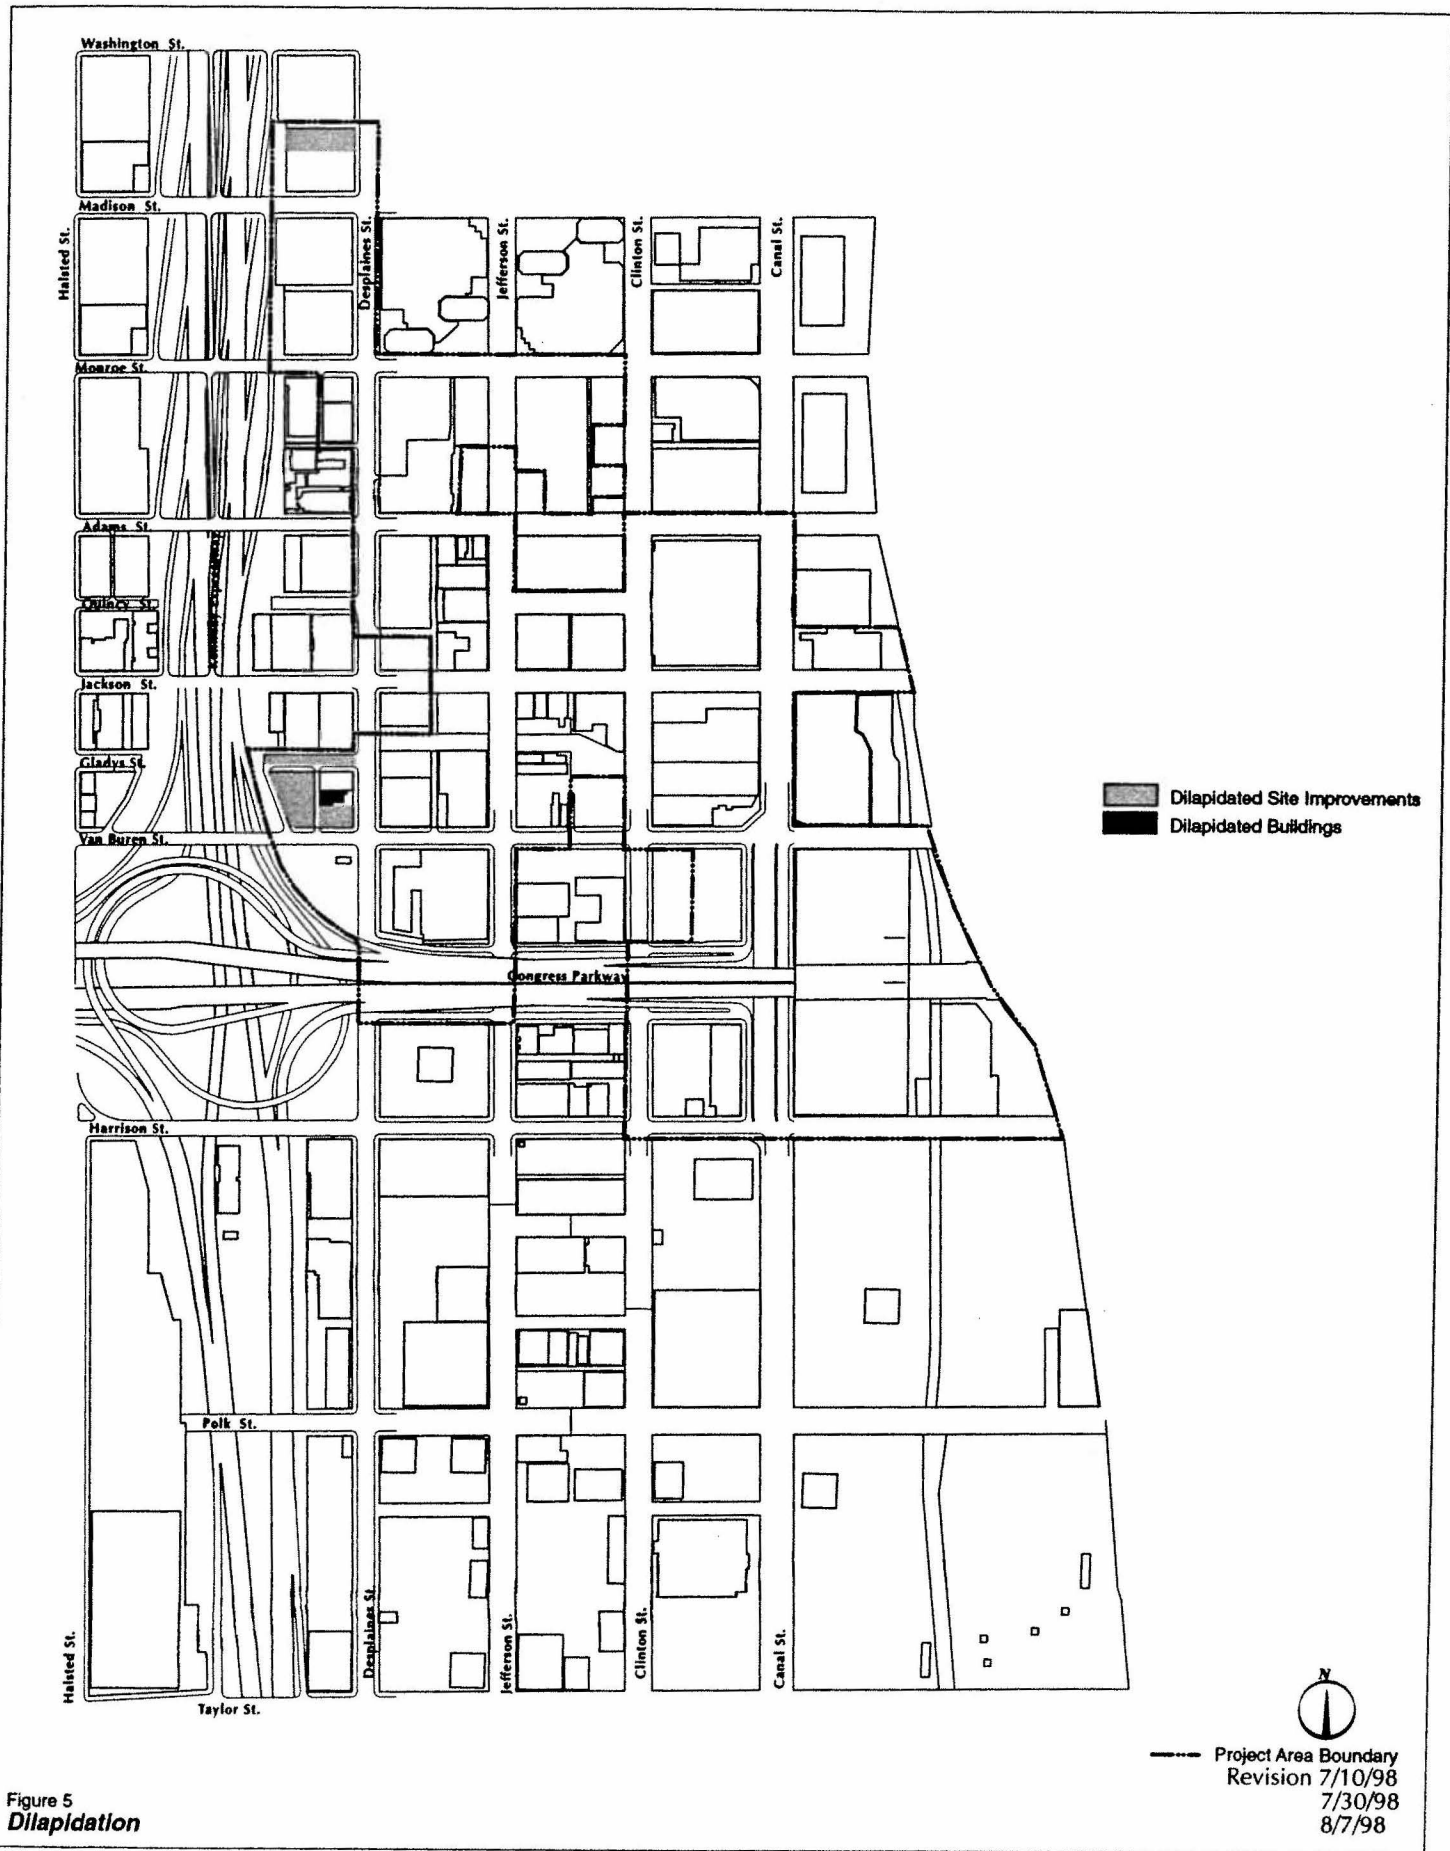 Washington St.
Madison St.
Halsted St.
Desplaines St.
Jefferson St.
Clinton St.
Canal St.
Monroe St.
Adams St.
Kennedy Expressway
Quincy St.
Jackson St.
Gladys St.
Dilapidated Site Improvements
Dilapidated Buildings
Van Buren St.
Congress Parkway
Harrison St.
Polk St.
Halsted St.
Desplaines St.
Jefferson St.
Clinton St.
Canal St.
Taylor St.
N
Project Area Boundary
Revision 7/10/98
7/30/98
8/7/98
Figure 5
Dilapidation